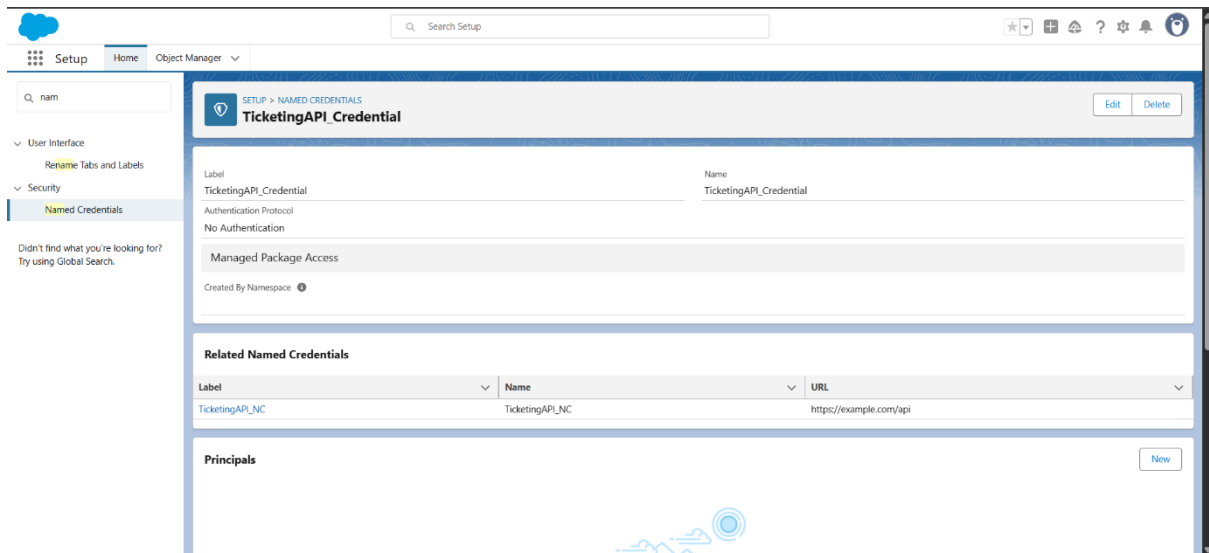 Search Setup
Setup Home Object Manager
nam
User Interface
Rename Tabs and Labels
Security
Named Credentials
Didn't find what you're looking for?
Try using Global Search.
SETUP > NAMED CREDENTIALS
TicketingAPI_Credential
Edit Delete
Label Name
TicketingAPI_Credential TicketingAPI_Credential
Authentication Protocol
No Authentication
Managed Package Access
Created By Namespace
Related Named Credentials
Label Name URL
TicketingAPI_NC TicketingAPI_NC https://example.com/api
Principals New